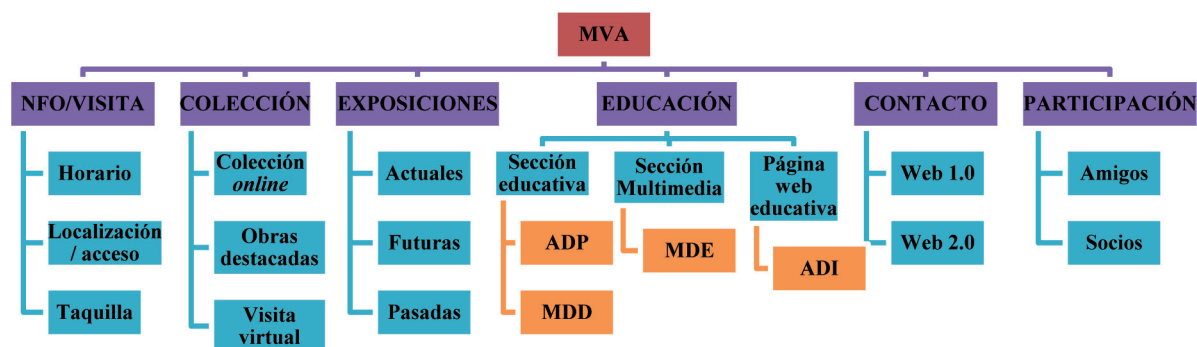 MVA
NFO/VISITA
COLECCIÓN
EXPOSICIONES
EDUCACIÓN
CONTACTO
PARTICIPACIÓN
Horario
Localización
/ acceso
Taquilla
Colección
online
Obras
destacadas
Visita
virtual
Actuales
Futuras
Pasadas
Sección
educativa
ADP
MDD
Sección
Multimedia
MDE
Página
web
educativa
ADI
Web 1.0
Web 2.0
Amigos
Socios